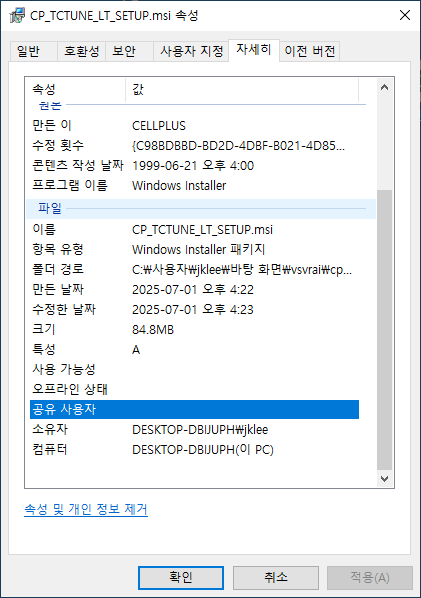 CP_TCTUNE_LT_SETUP.msi 속성
일반 호환성 보안 사용자 지정 자세히 이전 버전
속성 값
원본
만든 이 CELLPLUS
수정 횟수 {C98BDBBD-BD2D-4DBF-B021-4D85...
콘텐츠 작성 날짜 1999-06-21 오후 4:00
프로그램 이름 Windows Installer
파일
이름 CP_TCTUNE_LT_SETUP.msi
항목 유형 Windows Installer 패키지
폴더 경로 C:₩사용자₩jklee₩바탕 화면₩vsvrai₩cp...
만든 날짜 2025-07-01 오후 4:22
수정한 날짜 2025-07-01 오후 4:23
크기 84.8MB
특성 A
사용 가능성
오프라인 상태
공유 사용자
소유자 DESKTOP-DBIJUPH₩jklee
컴퓨터 DESKTOP-DBIJUPH(이 PC)
속성 및 개인 정보 제거
확인 취소 적용(A)